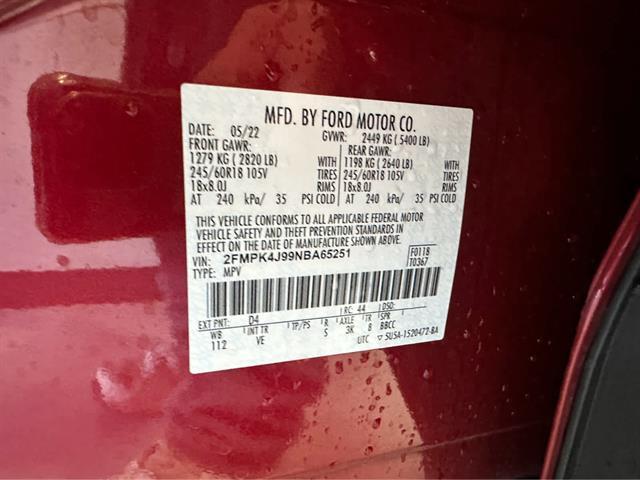 MFD. BY FORD MOTOR CO.
DATE: 05/22 GVWR: 2449 KG (5400 LB)
FRONT GAWR: REAR GAWR:
1279 KG (2820 LB) WITH 1198 KG (2640 LB) WITH
245/60R18 105V TIRES 245/60R18 105V TIRES
18x8.0J RIMS 18x8.0J RIMS
AT 240 kPa/ 35 PSI COLD AT 240 kPa/ 35 PSI COLD
THIS VEHICLE CONFORMS TO ALL APPLICABLE FEDERAL MOTOR
VEHICLE SAFETY AND THEFT PREVENTION STANDARDS IN
EFFECT ON THE DATE OF MANUFACTURE SHOWN ABOVE.
VIN: 2FMPK4J99NBA65251 F0118
TYPE: MPV T0367
EXT PNT: D4 RC: 44 DSO:
WB INT TR TP/PS R AXLE TR SPR
112 VE S 3K B BBCC
UTC ▽ 5U5A-1520472-BA